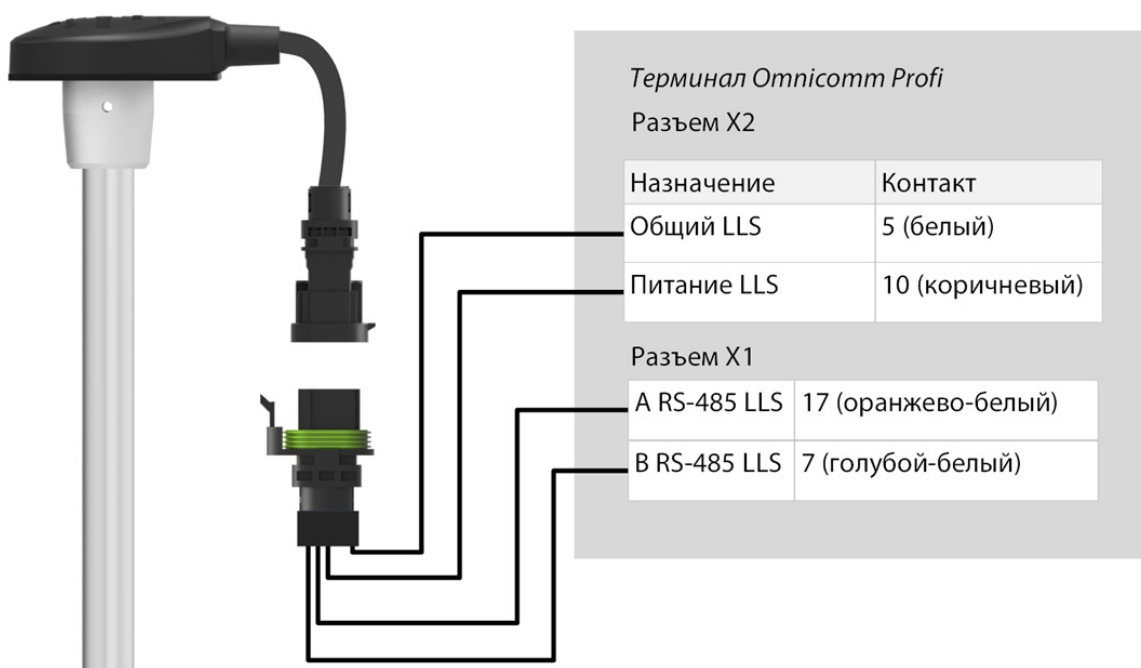 Терминал Omnicomm Profi
Разъем X2
Назначение Контакт
Общий LLS 5 (белый)
Питание LLS 10 (коричневый)
Разъем X1
A RS-485 LLS 17 (оранжево-белый)
B RS-485 LLS 7 (голубой-белый)